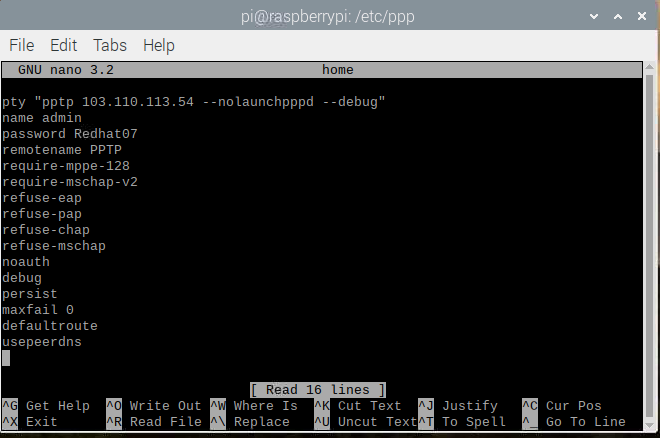 pi@raspberrypi: /etc/ppp
File Edit Tabs Help
GNU nano 3.2 home
pty "pptp 103.110.113.54 --nolaunchpppd --debug"
name admin
password Redhat07
remotename PPTP
require-mppe-128
require-mschap-v2
refuse-eap
refuse-pap
refuse-chap
refuse-mschap
noauth
debug
persist
maxfail 0
defaultroute
usepeerdns
[ Read 16 lines ]
^G Get Help ^O Write Out ^W Where Is ^K Cut Text ^J Justify ^C Cur Pos
^X Exit ^R Read File ^\ Replace ^U Uncut Text ^T To Spell ^_ Go To Line